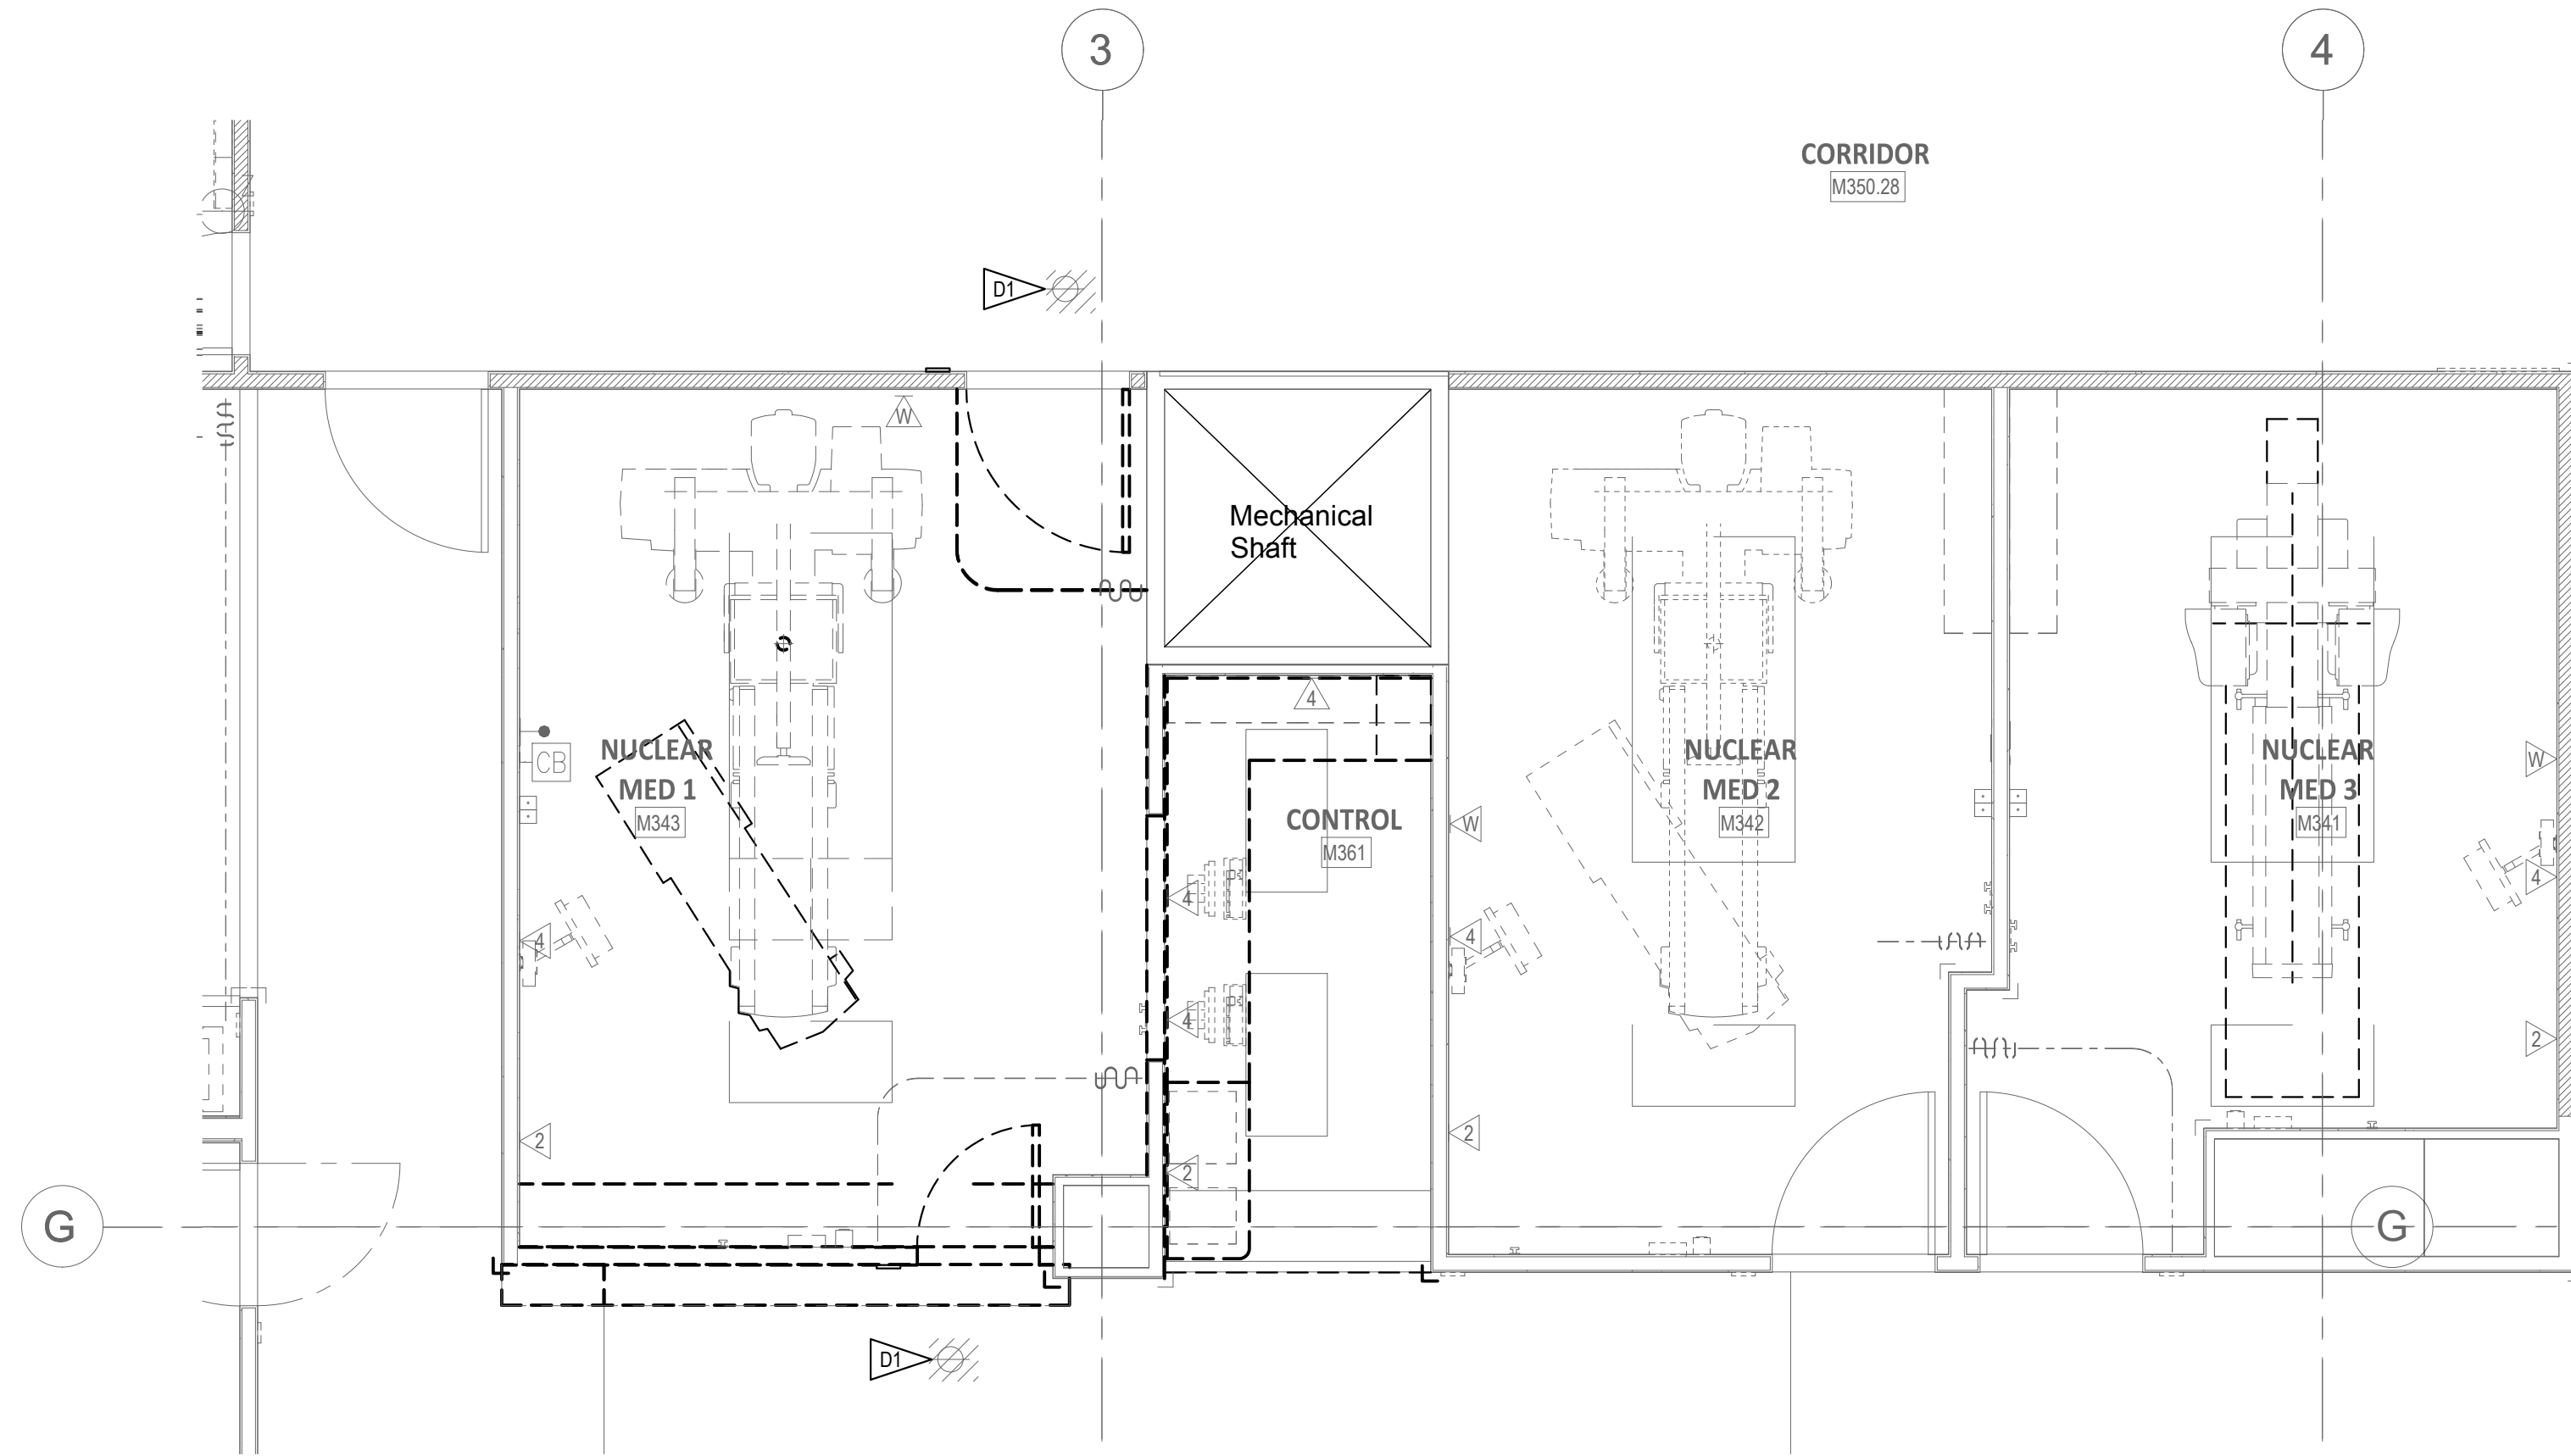 3
4
CORRIDOR
M350.28
D1
W
Mechanical
Shaft
4
CB
NUCLEAR
MED 1
M343
NUCLEAR
MED 2
M342
NUCLEAR
MED 3
M341
W
CONTROL
M361
W
4
4
4
4
4
2
2
2
2
G
G
D1